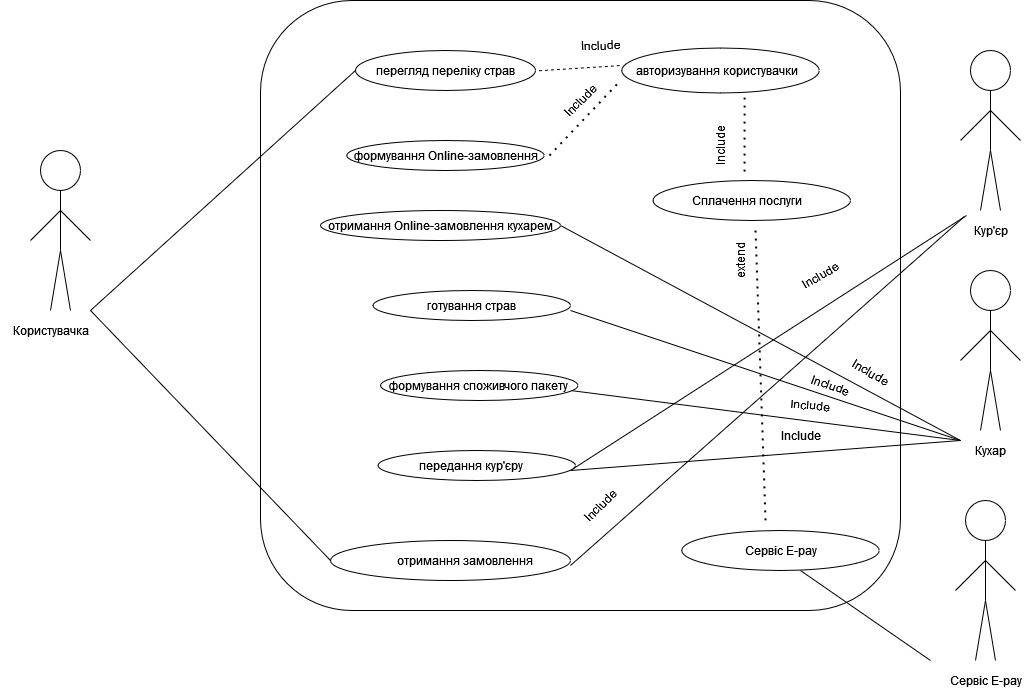 Include
перегляд переліку страв
авторизування користувачки
Include
Include
формування Online-замовлення
Сплачення послуги
отримання Online-замовлення кухарем
Кур'єр
extend
Include
готування страв
Користувачка
Include
Include
формування споживчого пакету
Include
Include
Кухар
передання кур'єру
Include
отримання замовлення
Сервіс E-pay
Сервіс E-pay